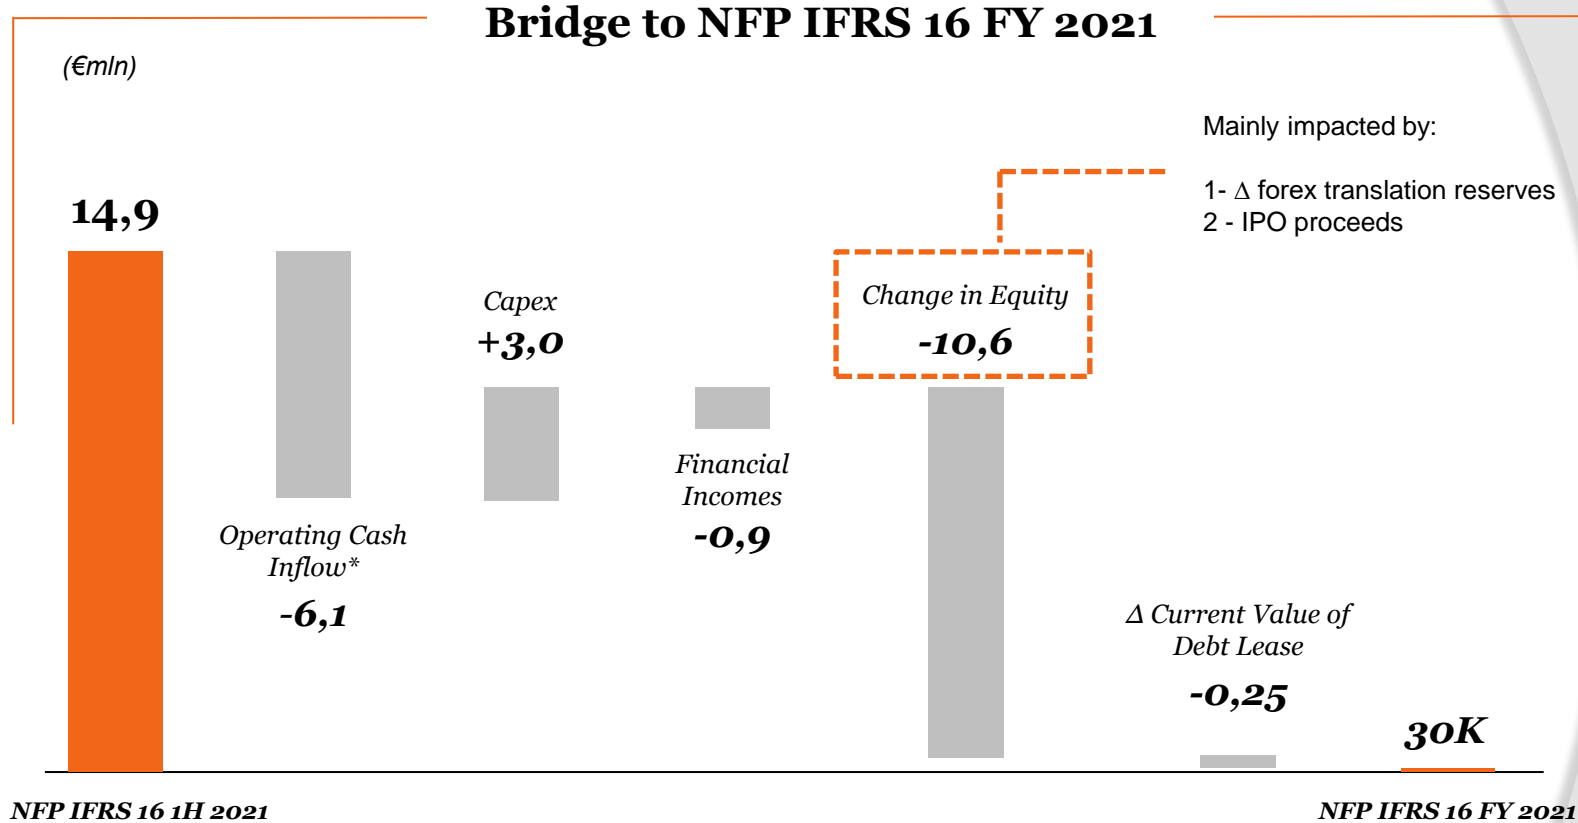 Bridge to NFP IFRS 16 FY 2021
(€mln)
Mainly impacted by:
1- Δ forex translation reserves
2 - IPO proceeds
14,9
Capex
+3,0
Change in Equity
-10,6
Financial
Incomes
-0,9
Operating Cash
Inflow*
-6,1
Δ Current Value of
Debt Lease
-0,25
30K
NFP IFRS 16 1H 2021
NFP IFRS 16 FY 2021